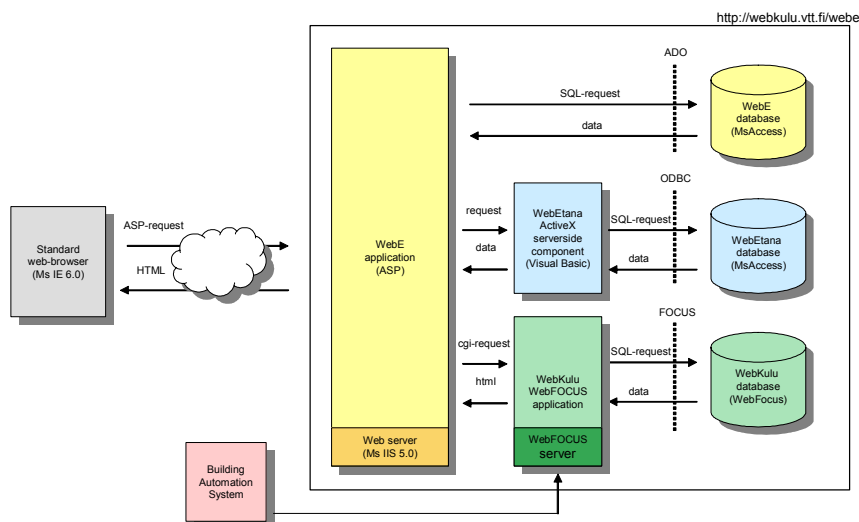 http://webkulu.vtt.fi/webe
ADO
SQL-request
data
WebE
database
(MsAccess)
ODBC
request
data
WebEtana
ActiveX
serverside
component
(Visual Basic)
SQL-request
data
WebEtana
database
(MsAccess)
Standard
web-browser
(Ms IE 6.0)
ASP-request
HTML
WebE
application
(ASP)
FOCUS
cgi-request
html
WebKulu
WebFOCUS
application
SQL-request
data
WebKulu
database
(WebFocus)
Web server
(Ms IIS 5.0)
WebFOCUS
server
Building
Automation
System